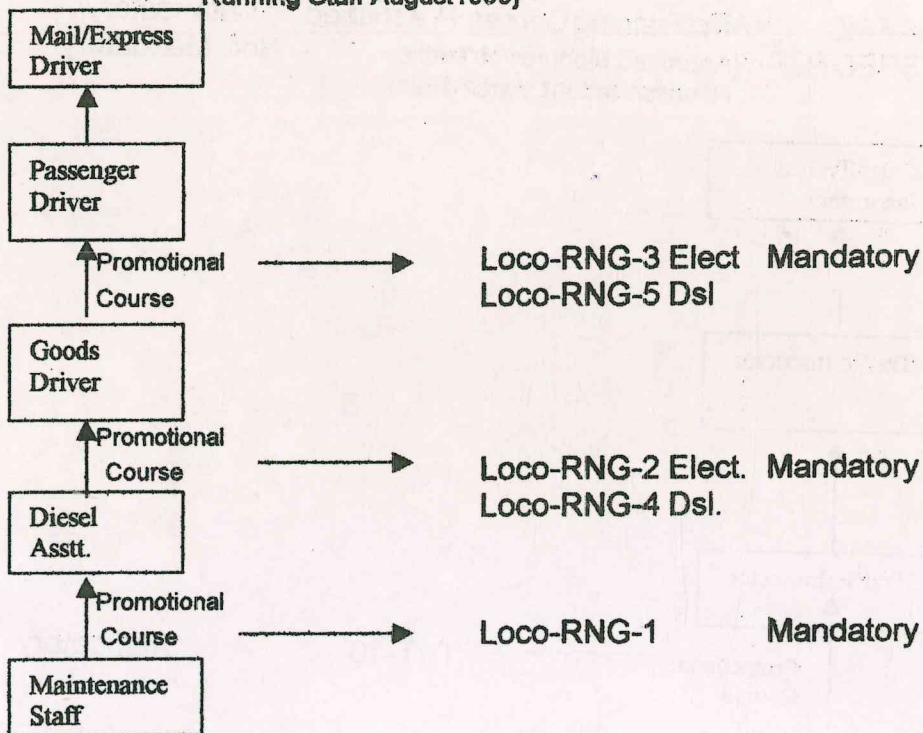 Running Staff August1999)
Mail/Express
Driver
Passenger
Driver
Promotional
Course
Loco-RNG-3 Elect Mandatory
Loco-RNG-5 Dsl
Goods
Driver
Promotional
Course
Loco-RNG-2 Elect. Mandatory
Loco-RNG-4 Dsl.
Diesel
Asstt.
Promotional
Course
Loco-RNG-1 Mandatory
Maintenance
Staff